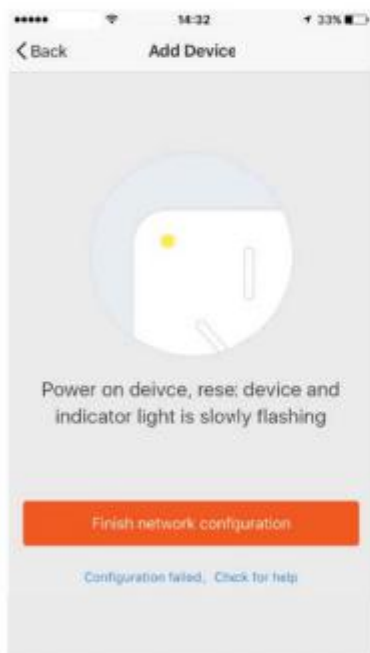 14:32
33%
Back
Add Device
Power on deivce, rese: device and
indicator light is slowly flashing
Finish network configuration
Configuration failed, Check for help